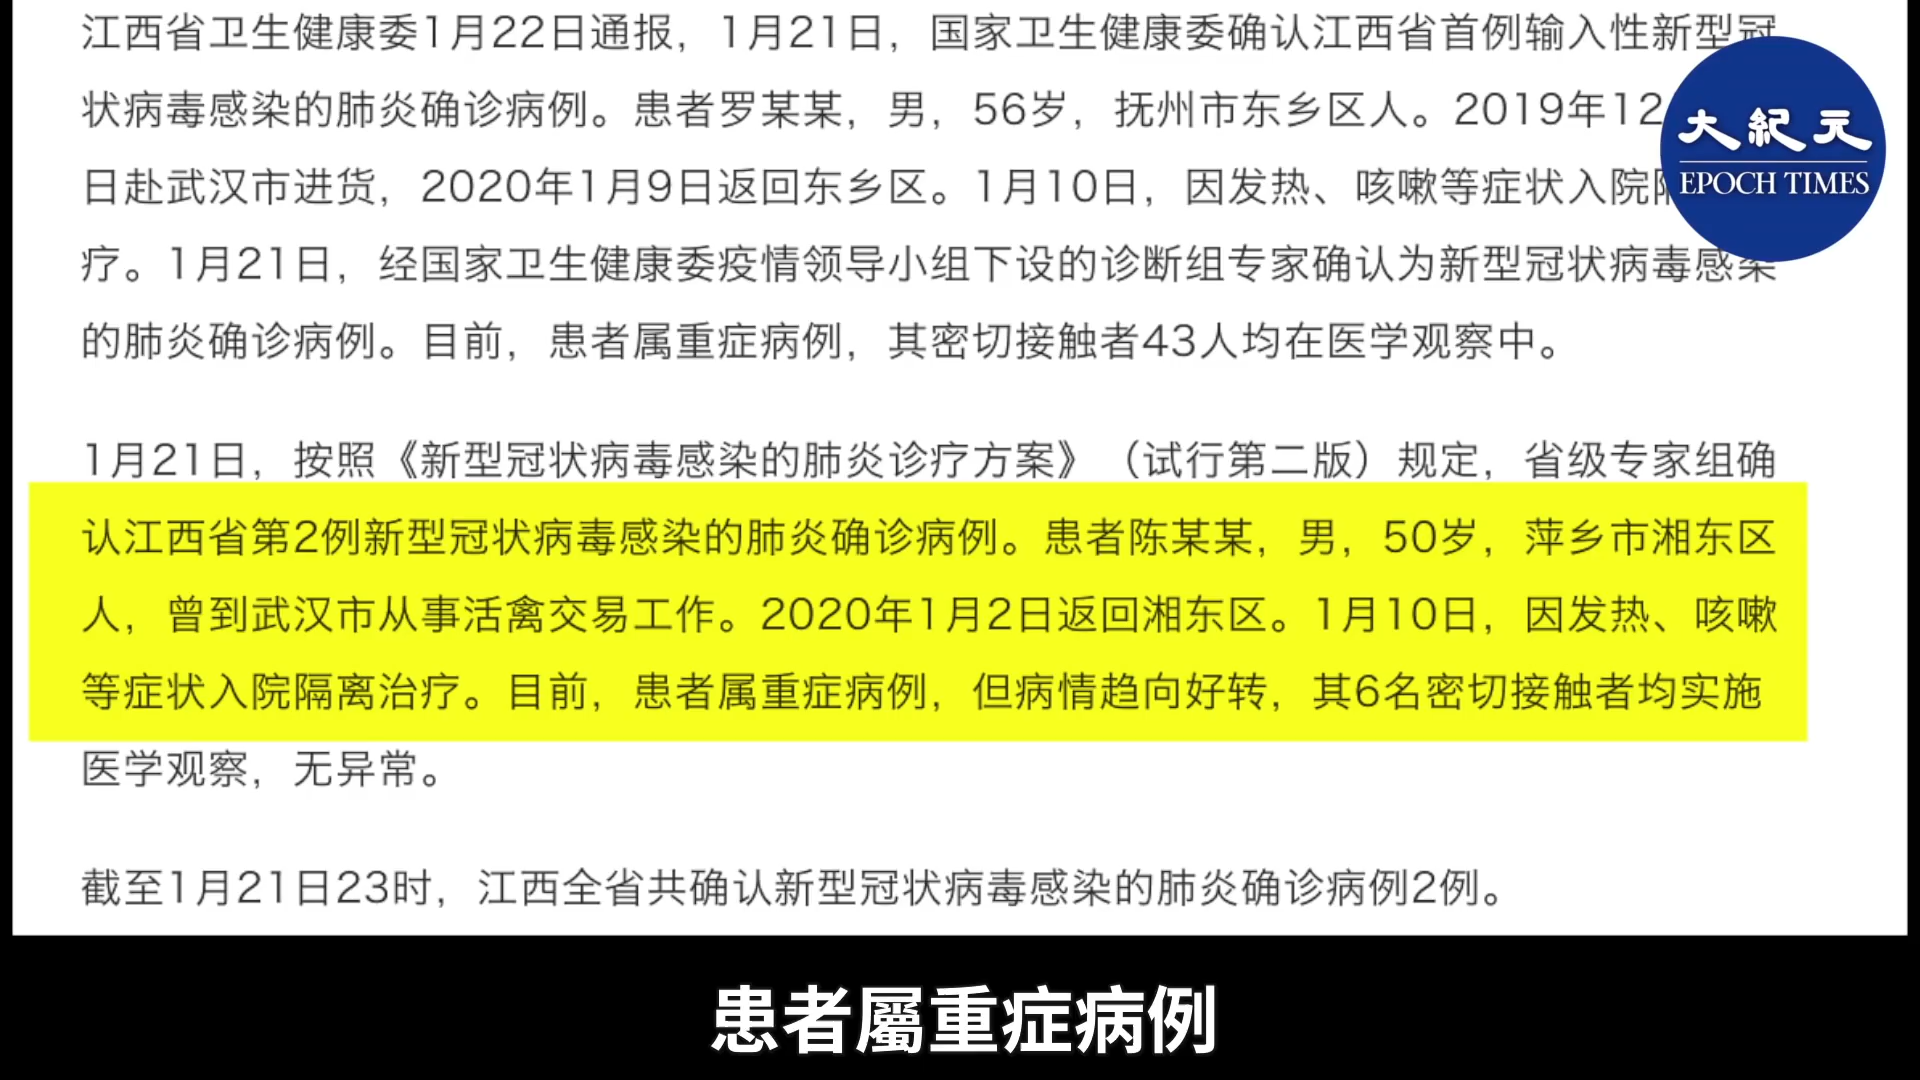 江西省卫生健康委1月22日通报，1月21日，国家卫生健康委确认江西省首例输入性新型冠
状病毒感染的肺炎确诊病例。患者罗某某，男，56岁，抚州市东乡区人。2019年12
日赴武汉市进货，2020年1月9日返回东乡区。1月10日，因发热、咳嗽等症状入院
疗。1月21日，经国家卫生健康委疫情领导小组下设的诊断组专家确认为新型冠状病毒感染
的肺炎确诊病例。目前，患者属重症病例，其密切接触者43人均在医学观察中。
1月21日，按照《新型冠状病毒感染的肺炎诊疗方案》（试行第二版）规定，省级专家组确
认江西省第2例新型冠状病毒感染的肺炎确诊病例。患者陈某某，男，50岁，萍乡市湘东区
人，曾到武汉市从事活禽交易工作。2020年1月2日返回湘东区。1月10日，因发热、咳嗽
等症状入院隔离治疗。目前，患者属重症病例，但病情趋向好转，其6名密切接触者均实施
医学观察，无异常。
截至1月21日23时，江西全省共确认新型冠状病毒感染的肺炎确诊病例2例。
大紀元
EPOCH TIMES
患者屬重症病例